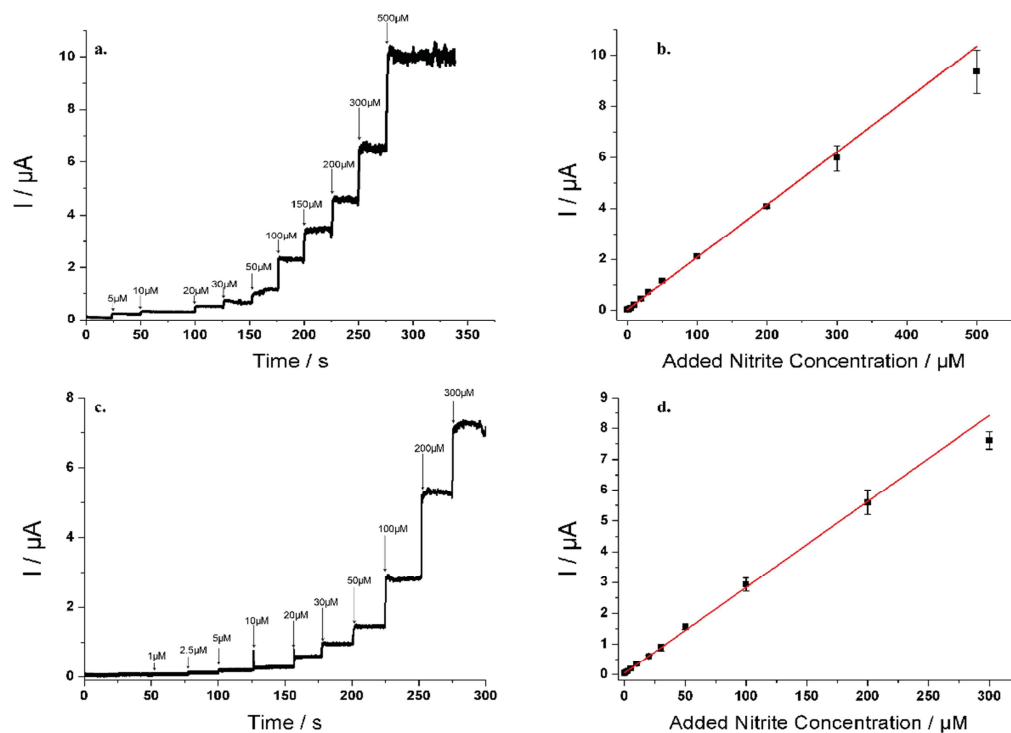 a.
I / µA
10
8
6
4
2
0
5µM
10µM
20µM
30µM
50µM
100µM
150µM
200µM
300µM
500µM
0 50 100 150 200 250 300 350
Time / s
b.
I / µA
10
8
6
4
2
0
0 100 200 300 400 500
Added Nitrite Concentration / µM
c.
I / µA
8
6
4
2
0
1µM
2.5µM
5µM
10µM
20µM
30µM
50µM
100µM
200µM
300µM
0 50 100 150 200 250 300
Time / s
d.
I / µA
9
8
7
6
5
4
3
2
1
0
0 50 100 150 200 250 300
Added Nitrite Concentration / µM